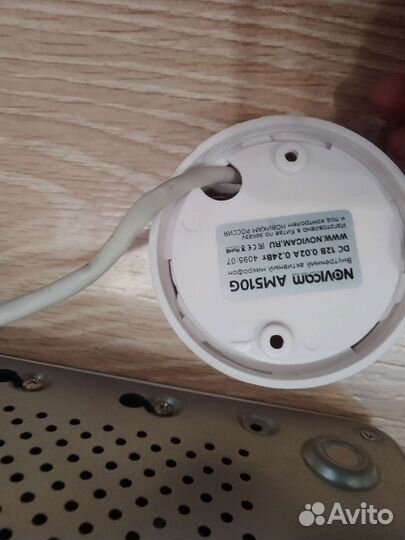 NOVICAM AM510G
Внутренний активный микрофон
DC 12В 0.02А 0.24Вт 4095-07
WWW.NOVICAM.RU
Изготовлено в Китае по заказу
и под контролем НОВИКАМ РОССИЯ
Avito